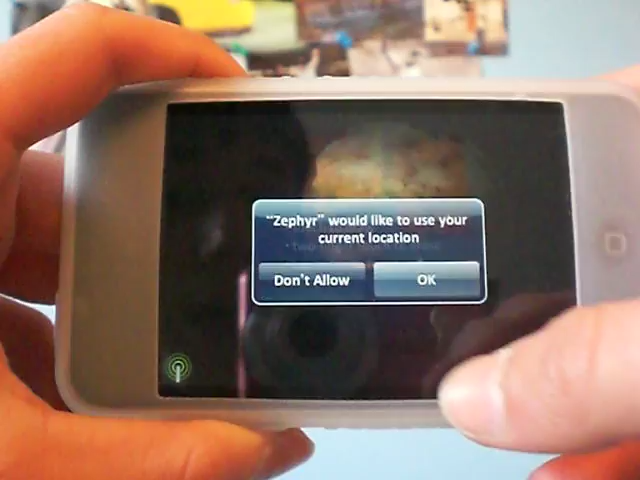 “Zephyr” would like to use your
current location
Don't Allow
OK